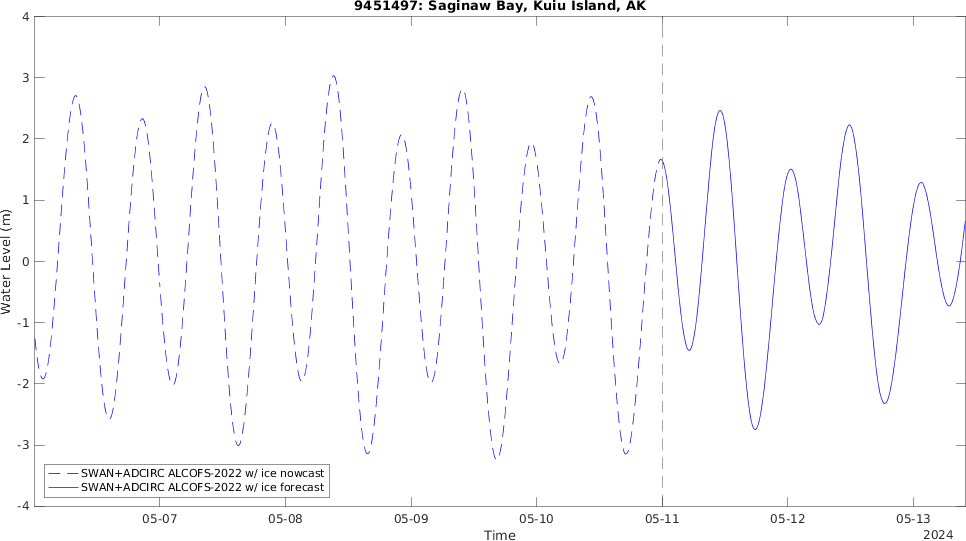 9451497: Saginaw Bay, Kuiu Island, AK
4
3
2
1
0
-1
-2
-3
-4
Water Level (m)
SWAN+ADCIRC ALCOFS-2022 w/ ice nowcast
SWAN+ADCIRC ALCOFS-2022 w/ ice forecast
05-07 05-08 05-09 05-10 05-11 05-12 05-13
Time
2024